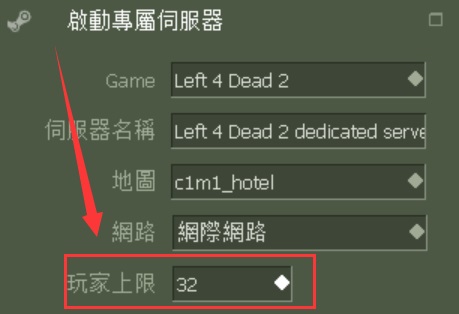 啟動專屬伺服器
Game Left 4 Dead 2
伺服器名稱 Left 4 Dead 2 dedicated serve
地圖 c1m1_hotel
網路 網際網路
玩家上限 32